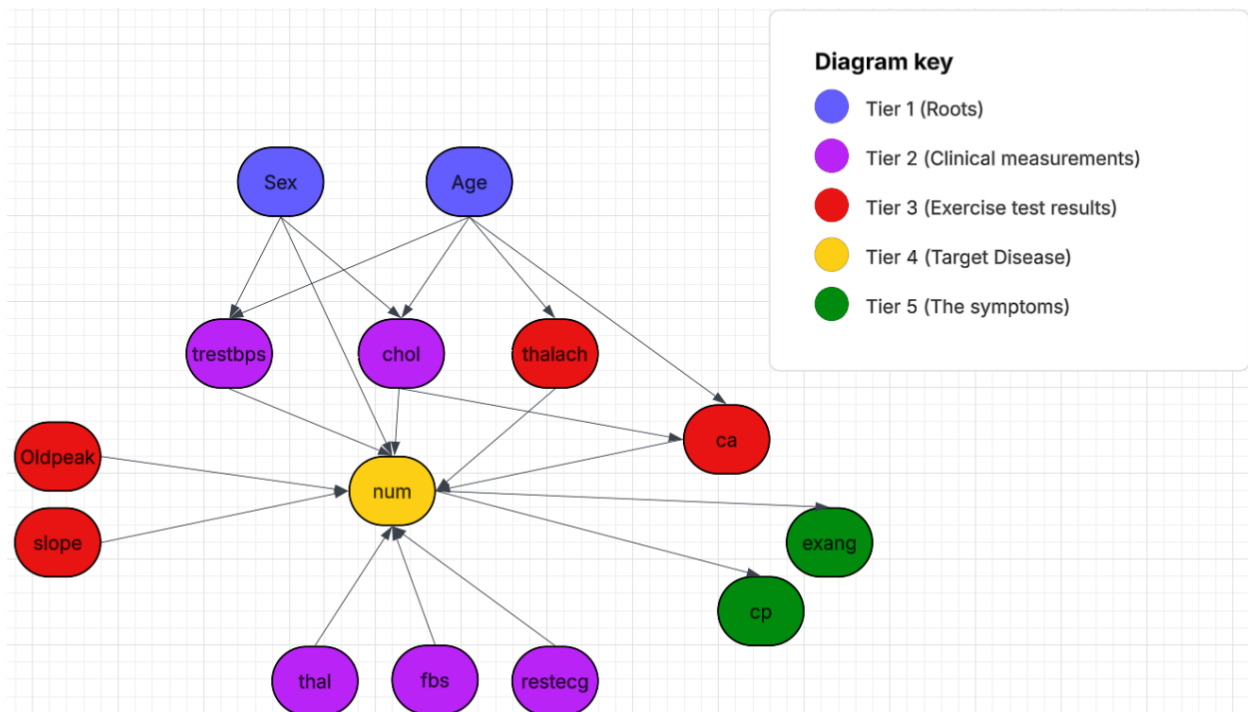 Diagram key
Tier 1 (Roots)
Tier 2 (Clinical measurements)
Tier 3 (Exercise test results)
Tier 4 (Target Disease)
Tier 5 (The symptoms)
Sex
Age
trestbps
chol
thalach
ca
Oldpeak
num
slope
exang
cp
thal
fbs
restecg